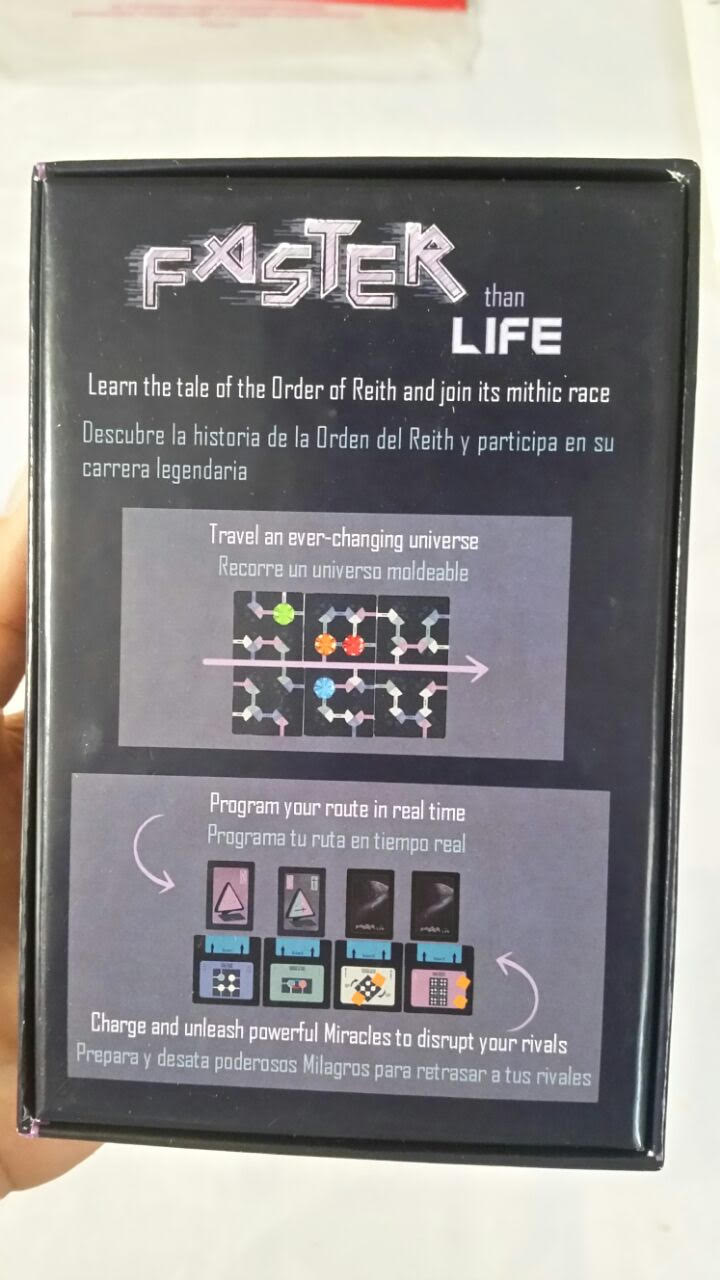 FASTER
than
LIFE
Learn the tale of the Order of Reith and join its mithic race
Descubre la historia de la Orden del Reith y participa en su
carrera legendaria
Travel an ever-changing universe
Recorre un universo moldeable
Program your route in real time
Programa tu ruta en tiempo real
Charge and unleash powerful Miracles to disrupt your rivals
Prepara y desata poderosos Milagros para retrasar a tus rivales